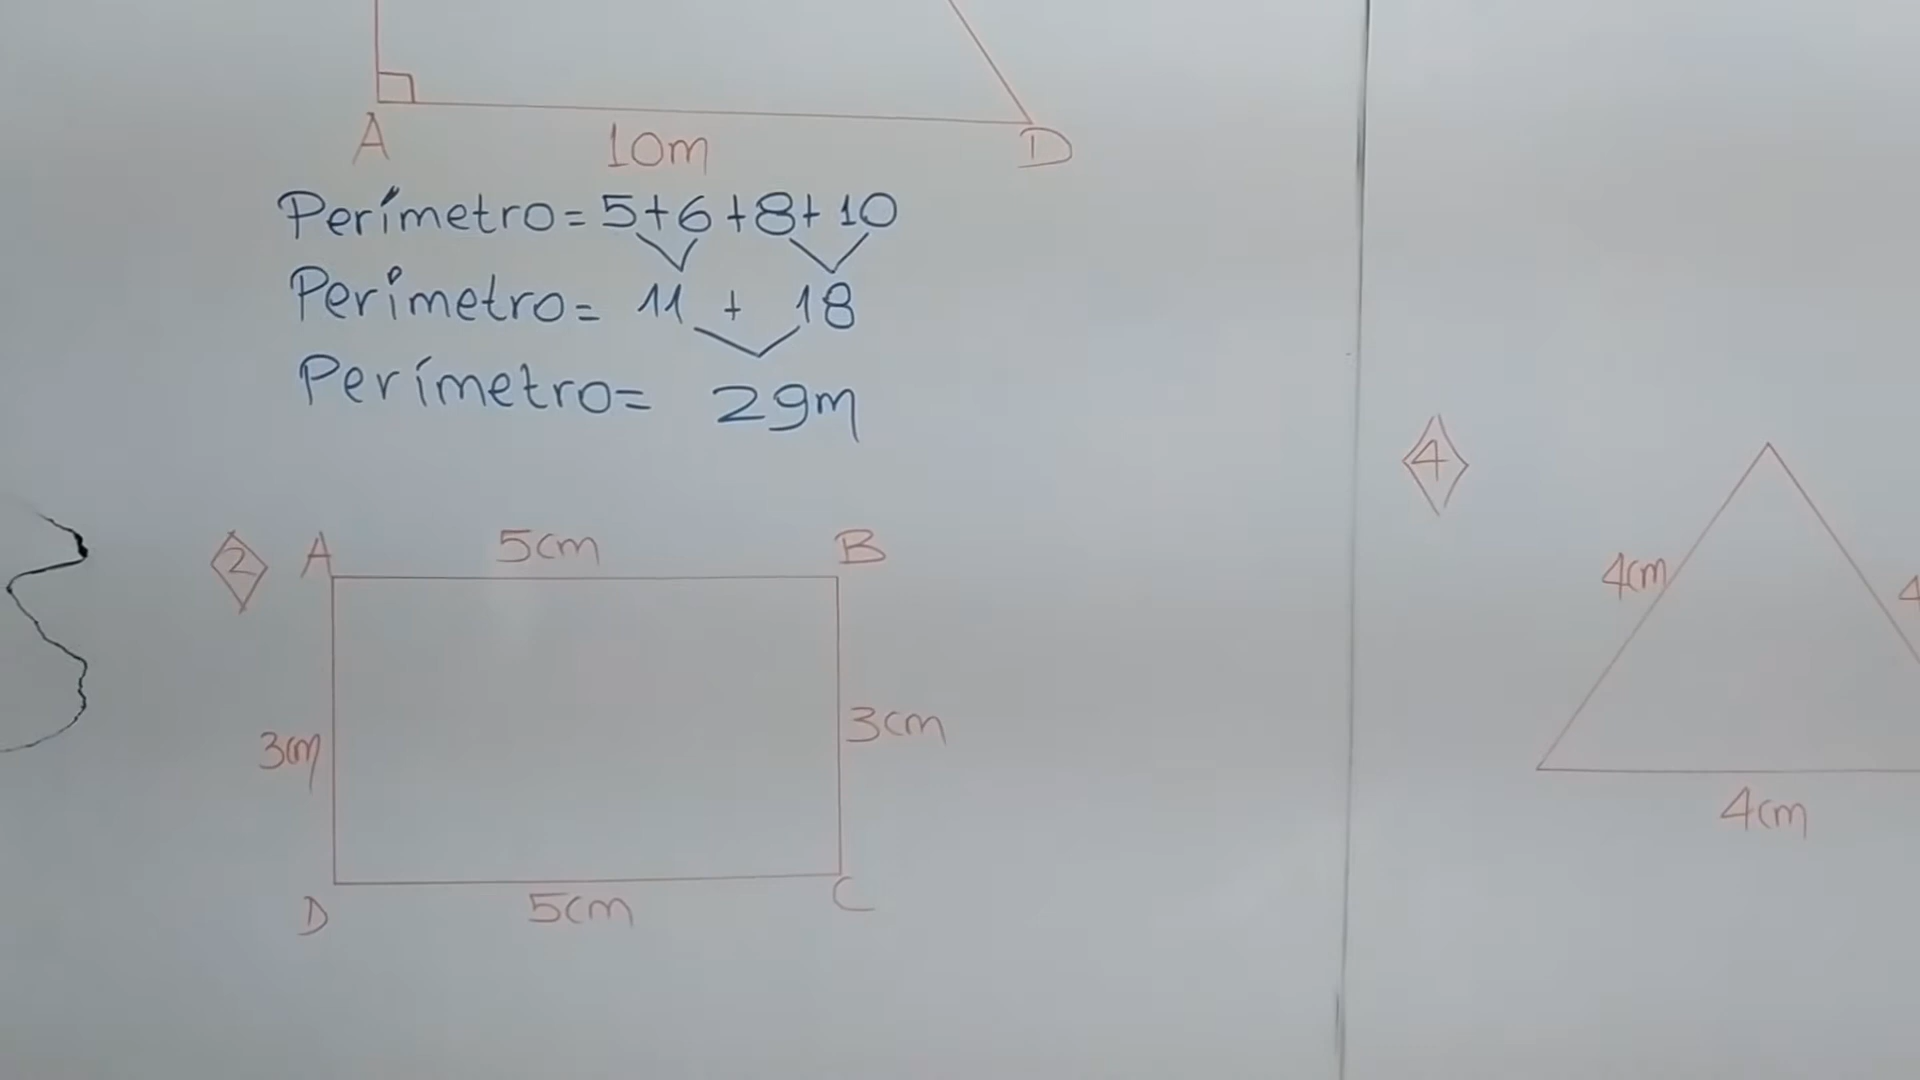 A 10m D
Perímetro= 5+6+8+10
Perímetro= 11 + 18
Perímetro= 29m
2 A 5cm B
3cm 3cm
D 5cm C
4
4cm 4
4cm